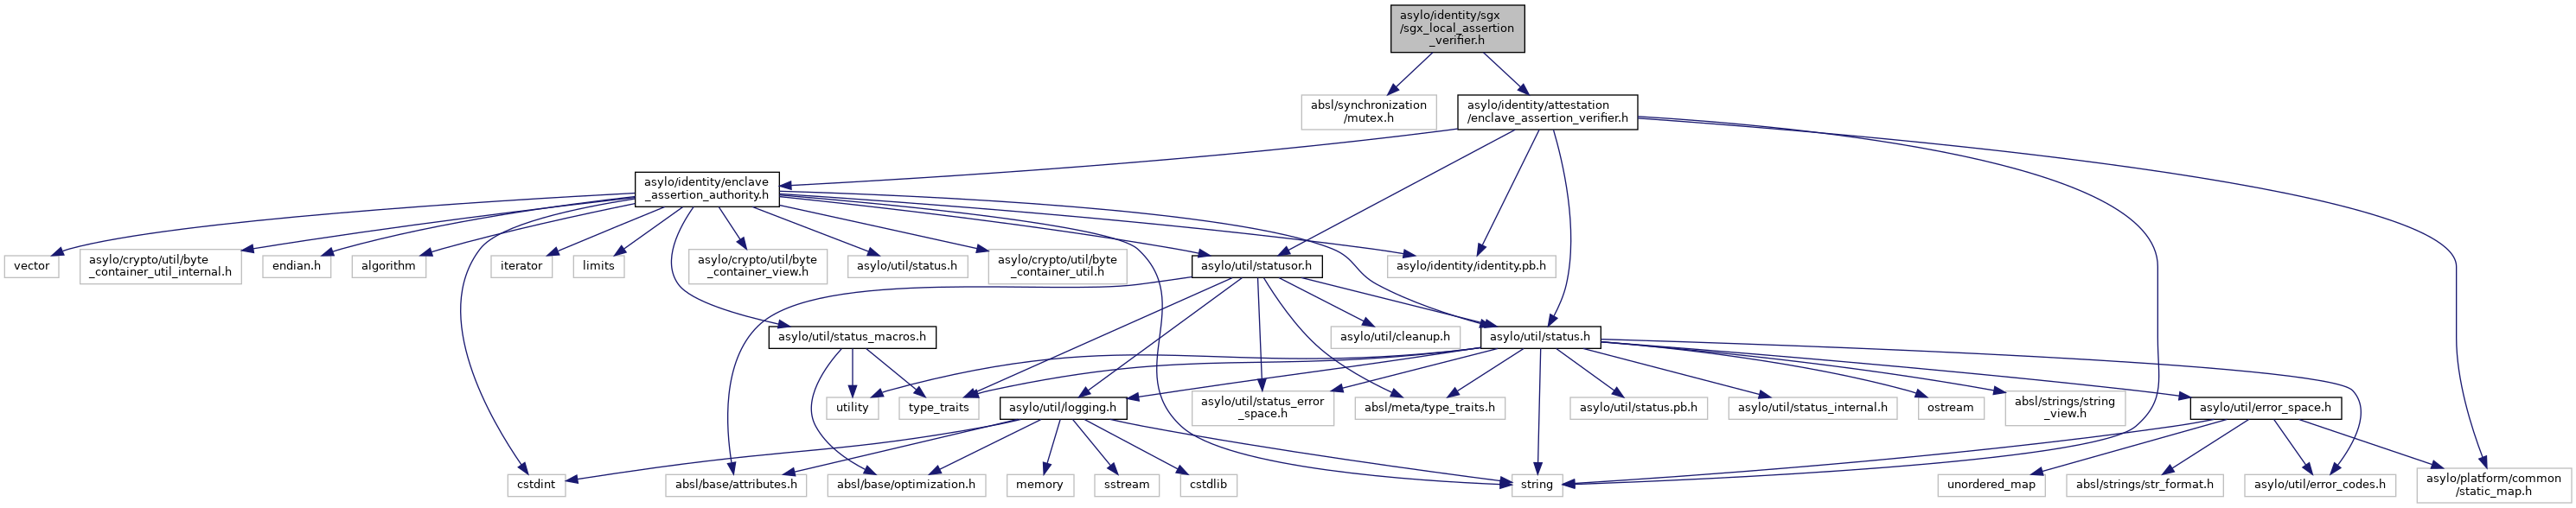 asylo/identity/sgx
/sgx_local_assertion
_verifier.h
absl/synchronization
/mutex.h
asylo/identity/attestation
/enclave_assertion_verifier.h
asylo/identity/enclave
_assertion_authority.h
vector
asylo/crypto/util/byte
_container_util_internal.h
endian.h
algorithm
iterator
limits
asylo/crypto/util/byte
_container_view.h
asylo/util/status.h
asylo/crypto/util/byte
_container_util.h
asylo/util/statusor.h
asylo/identity/identity.pb.h
asylo/util/status_macros.h
asylo/util/cleanup.h
asylo/util/status.h
utility
type_traits
asylo/util/logging.h
asylo/util/status_error
_space.h
absl/meta/type_traits.h
asylo/util/status.pb.h
asylo/util/status_internal.h
ostream
absl/strings/string
_view.h
asylo/util/error_space.h
cstdint
absl/base/attributes.h
absl/base/optimization.h
memory
sstream
cstdlib
string
unordered_map
absl/strings/str_format.h
asylo/util/error_codes.h
asylo/platform/common
/static_map.h